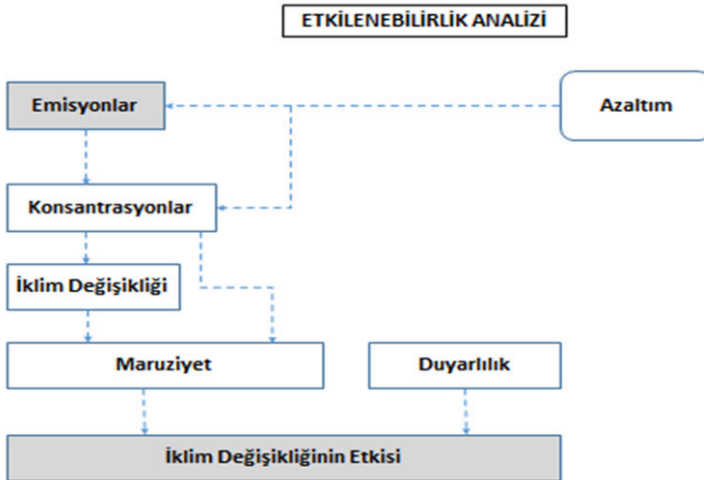 ETKİLENEBİLİRLİK ANALİZİ
Emisyonlar
Azaltım
Konsantrasyonlar
İklim Değişikliği
Maruziyet
Duyarlılık
İklim Değişikliğinin Etkisi